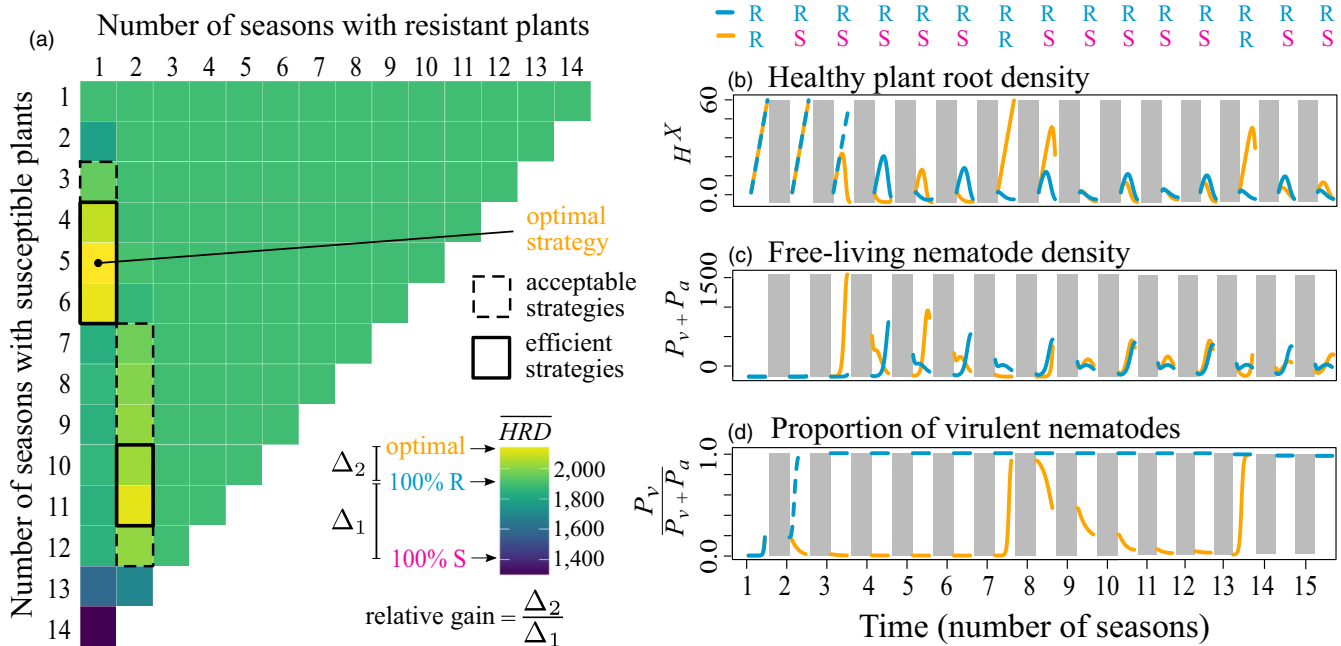 (a)
Number of seasons with resistant plants
1 2 3 4 5 6 7 8 9 10 11 12 13 14
Number of seasons with susceptible plants
1
2
3
4
5
6
7
8
9
10
11
12
13
14
optimal
strategy
acceptable
strategies
efficient
strategies
HRD
optimal
100% R
100% S
Δ2
Δ1
2,000
1,800
1,600
1,400
relative gain = Δ2/Δ1
R R R R R R R R R R R R R R R
R S S S S S R S S S S S R S S
(b) Healthy plant root density
H^X
60
0.0
(c) Free-living nematode density
Pv + Pa
1500
0
(d) Proportion of virulent nematodes
Pv/(Pv + Pa)
1.0
0.0
1 2 3 4 5 6 7 8 9 10 11 12 13 14 15
Time (number of seasons)